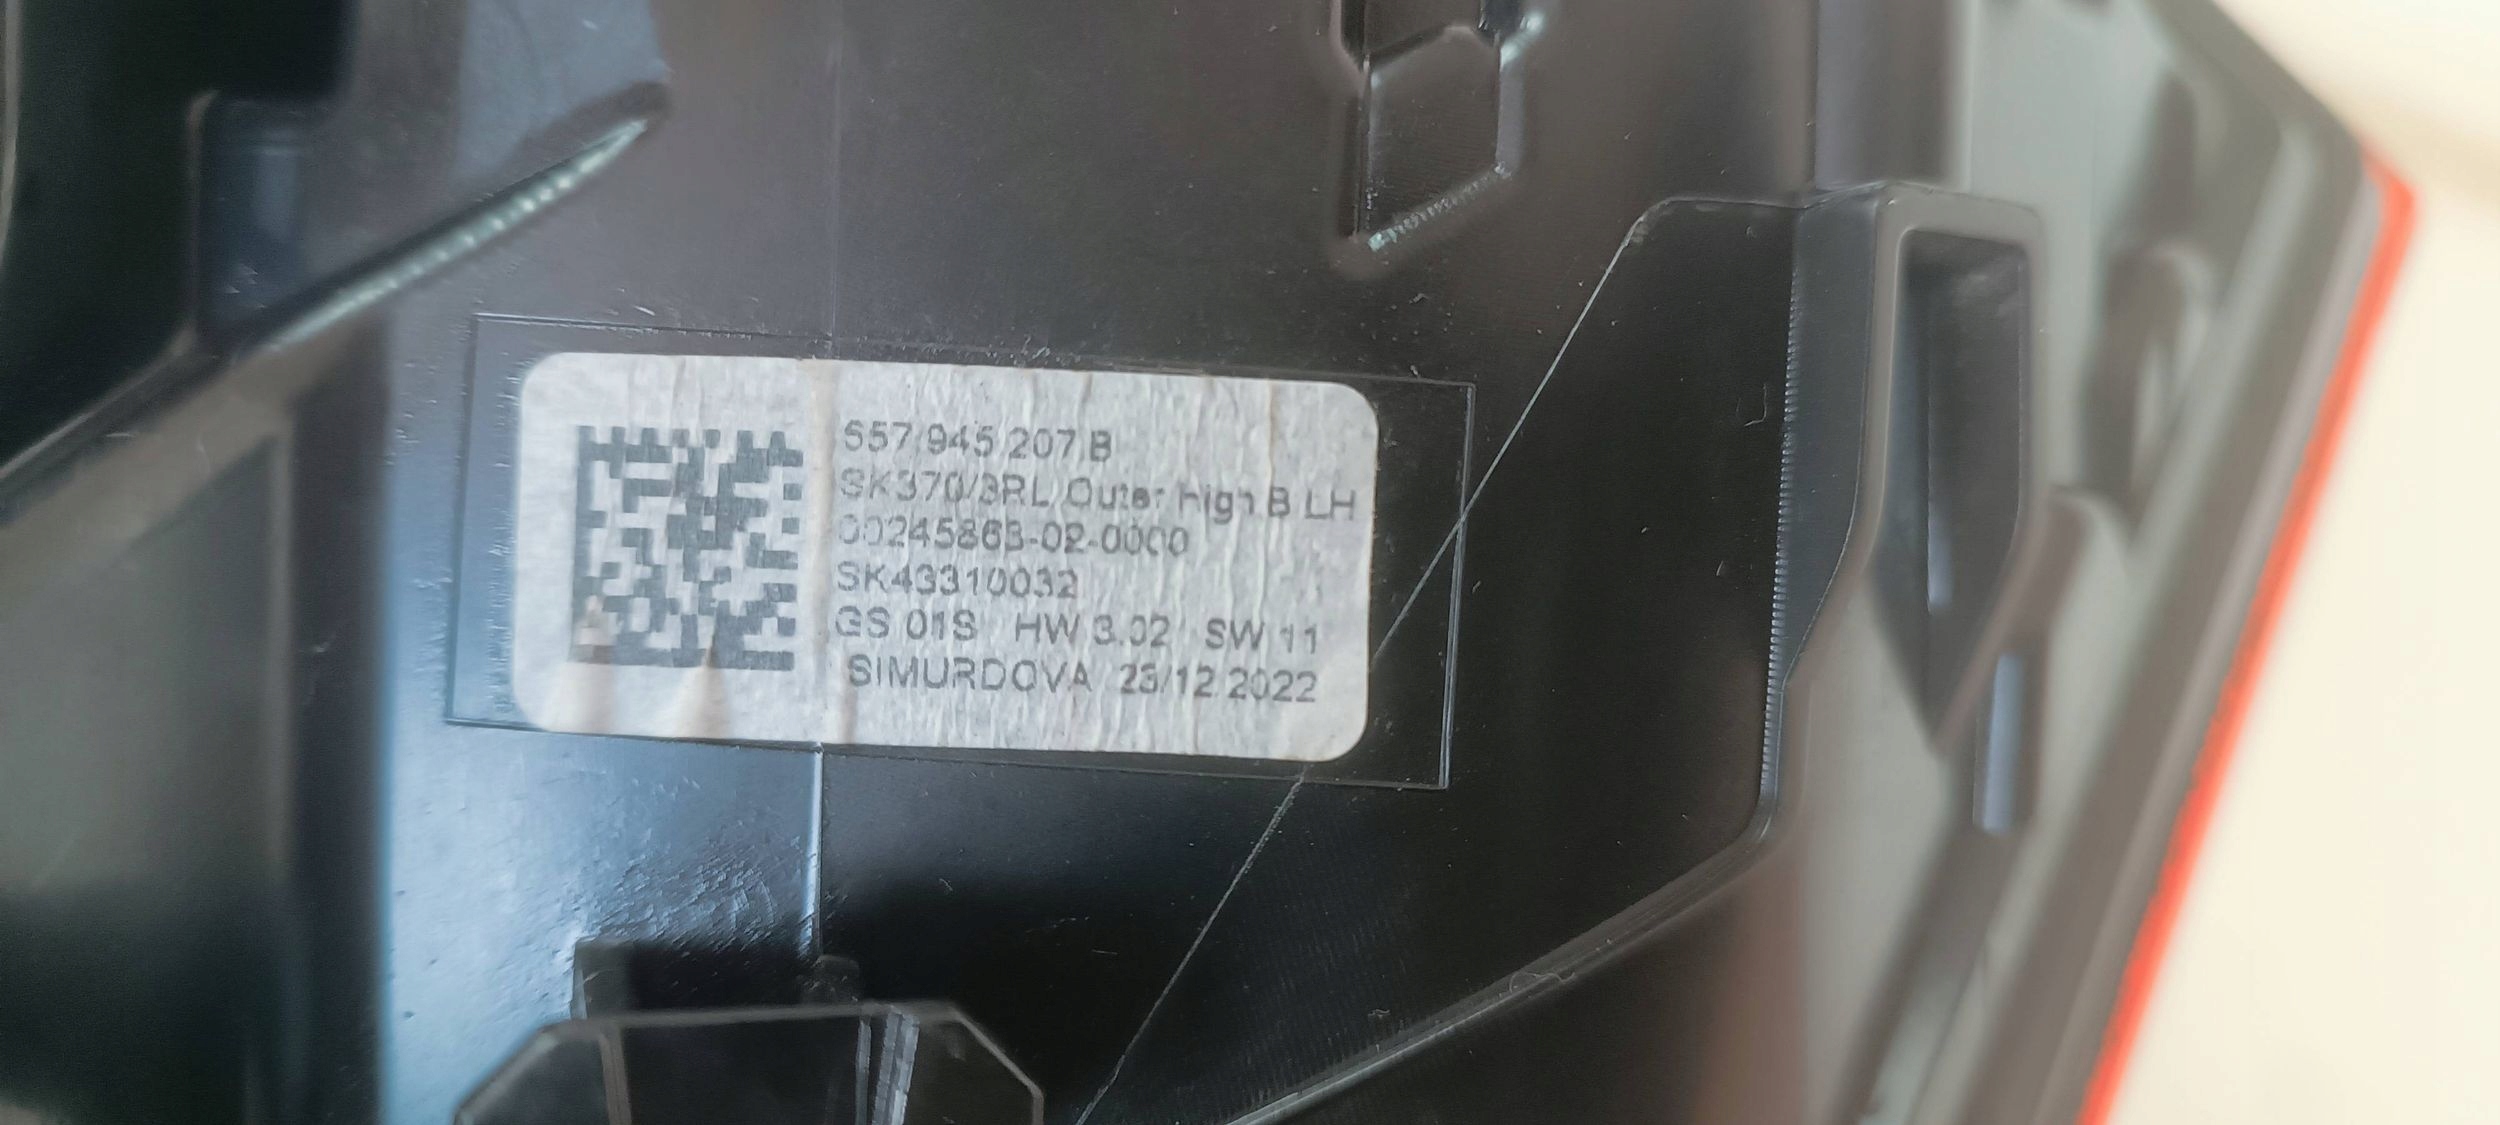 657 945 207 B
SK370/3RL Outer high B LH
00245863-02-0000
SK43310032
GS 01S HW 3.02 SW 11
SIMURDOVA 23/12 2022